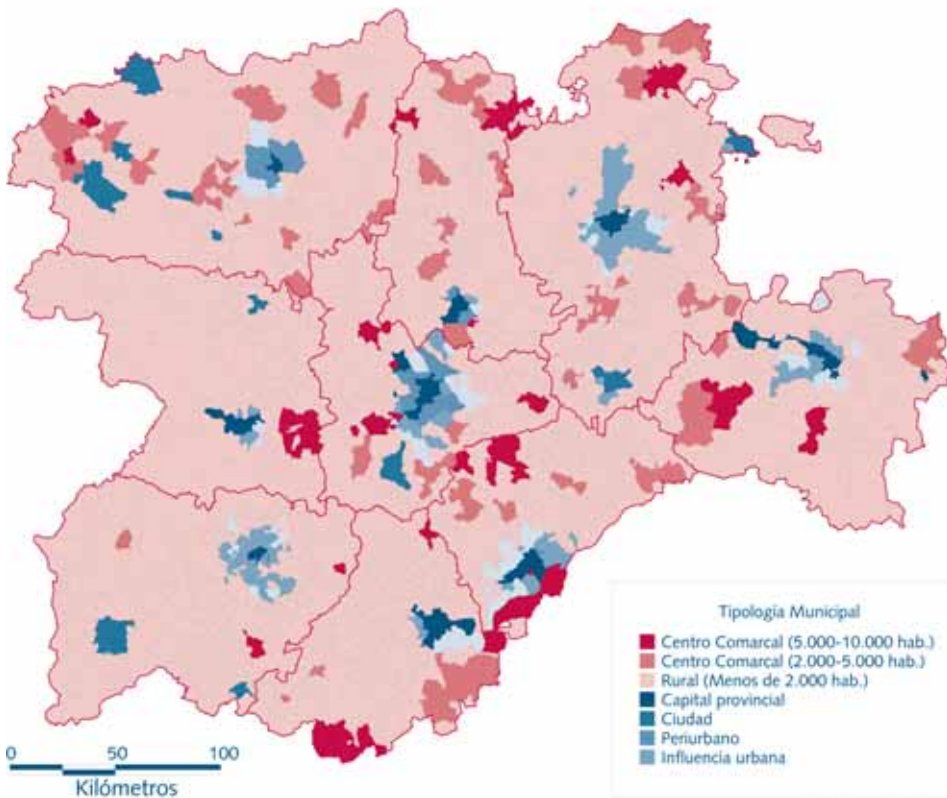 Tipología Municipal
Centro Comarcal (5.000-10.000 hab.)
Centro Comarcal (2.000-5.000 hab.)
Rural (Menos de 2.000 hab.)
Capital provincial
Ciudad
Periurbano
Influencia urbana
0 50 100
Kilómetros